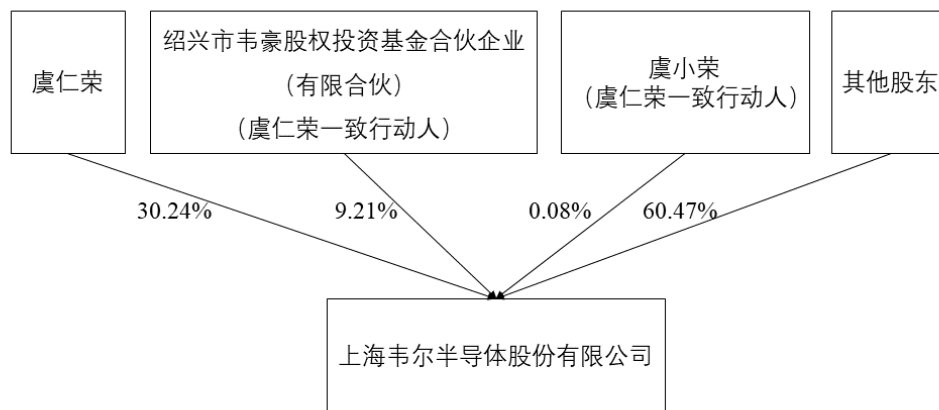 虞仁荣
绍兴市韦豪股权投资基金合伙企业
（有限合伙）
（虞仁荣一致行动人）
虞小荣
（虞仁荣一致行动人）
其他股东
30.24%
9.21%
0.08%
60.47%
上海韦尔半导体股份有限公司